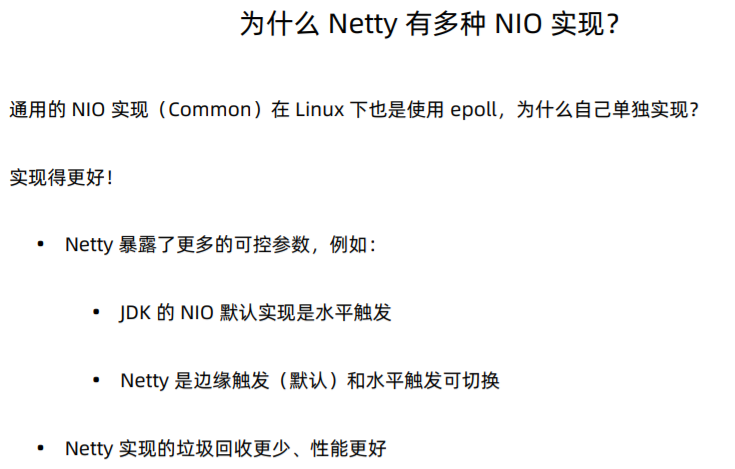 为什么 Netty 有多种 NIO 实现？
通用的 NIO 实现（Common）在 Linux 下也是使用 epoll，为什么自己单独实现？
实现得更好！
• Netty 暴露了更多的可控参数，例如：
• JDK 的 NIO 默认实现是水平触发
• Netty 是边缘触发（默认）和水平触发可切换
• Netty 实现的垃圾回收更少、性能更好